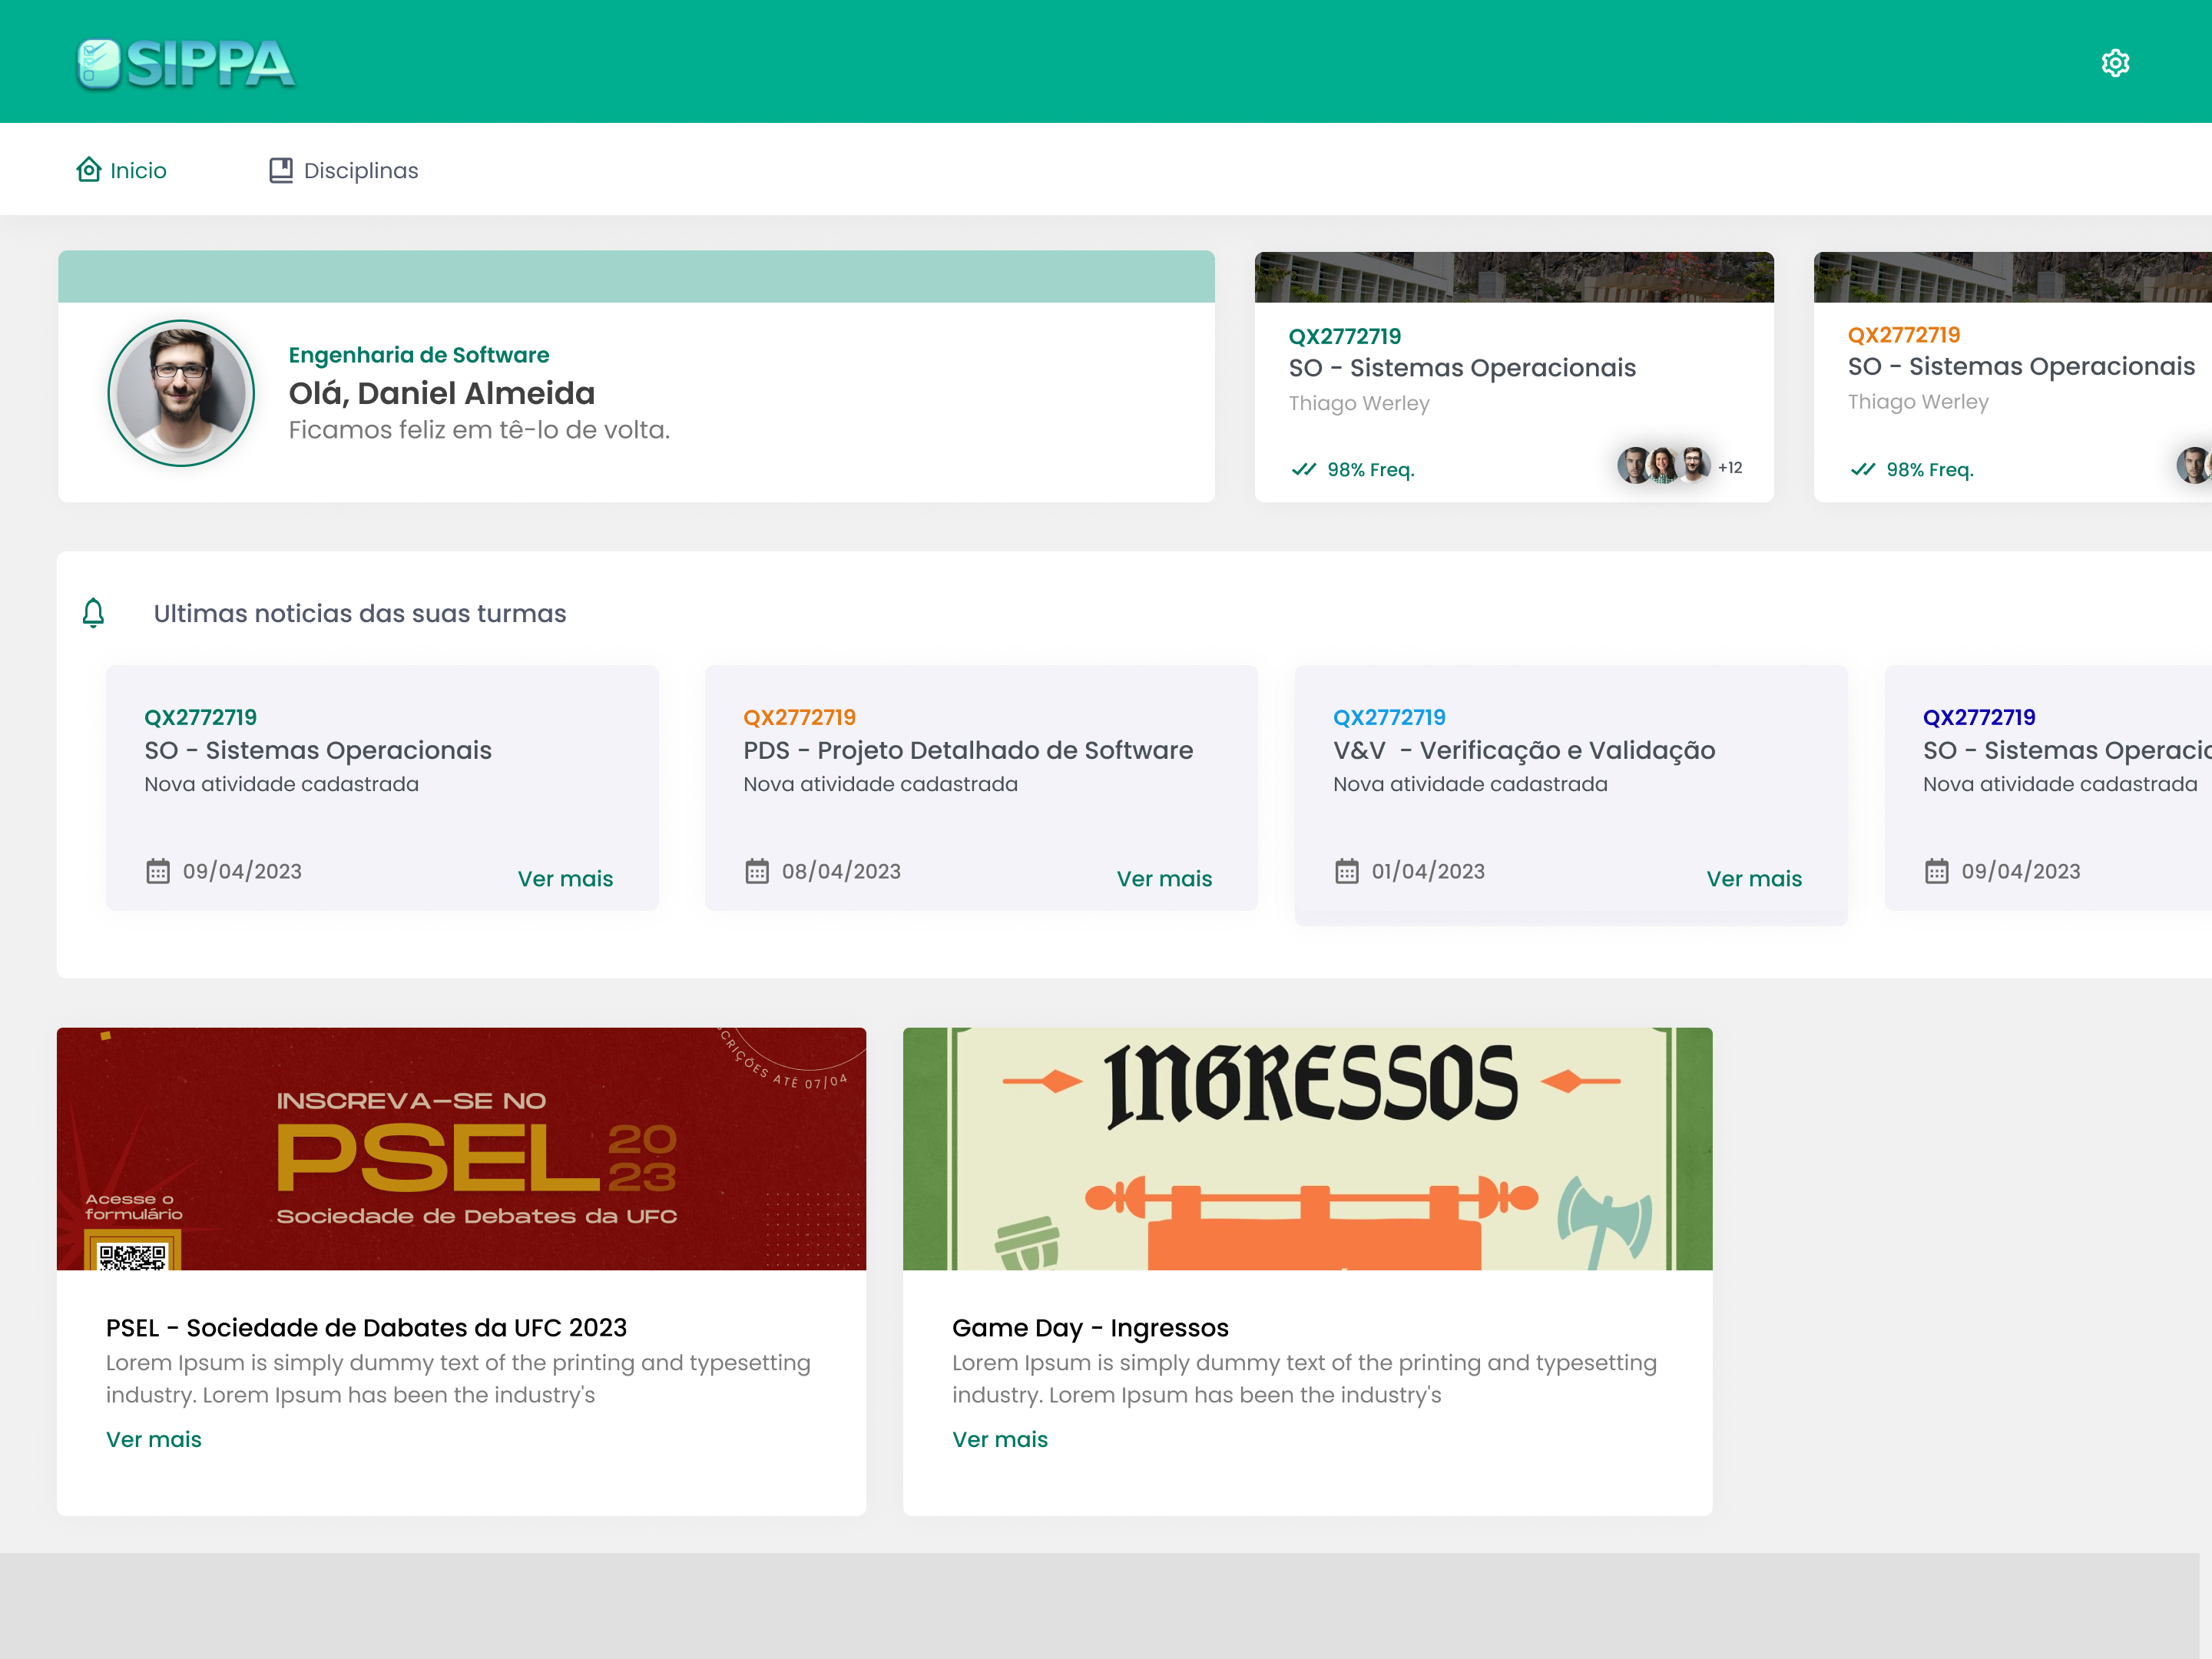 SIPPA
Inicio
Disciplinas
Engenharia de Software
Olá, Daniel Almeida
Ficamos feliz em tê-lo de volta.
QX2772719
SO - Sistemas Operacionais
Thiago Werley
98% Freq.
+12
QX2772719
SO - Sistemas Operacionais
Thiago Werley
98% Freq.
Ultimas noticias das suas turmas
QX2772719
SO - Sistemas Operacionais
Nova atividade cadastrada
09/04/2023
Ver mais
QX2772719
PDS - Projeto Detalhado de Software
Nova atividade cadastrada
08/04/2023
Ver mais
QX2772719
V&V - Verificação e Validação
Nova atividade cadastrada
01/04/2023
Ver mais
QX2772719
SO - Sistemas
Nova atividade cadastrada
09/04/2023
ATÉ 07/04
INSCREVA-SE NO
PSEL 2023
Sociedade de Debates da UFC
Acesse o
formulário
PSEL - Sociedade de Dabates da UFC 2023
Lorem Ipsum is simply dummy text of the printing and typesetting
industry. Lorem Ipsum has been the industry's
Ver mais
INGRESSOS
Game Day - Ingressos
Lorem Ipsum is simply dummy text of the printing and typesetting
industry. Lorem Ipsum has been the industry's
Ver mais